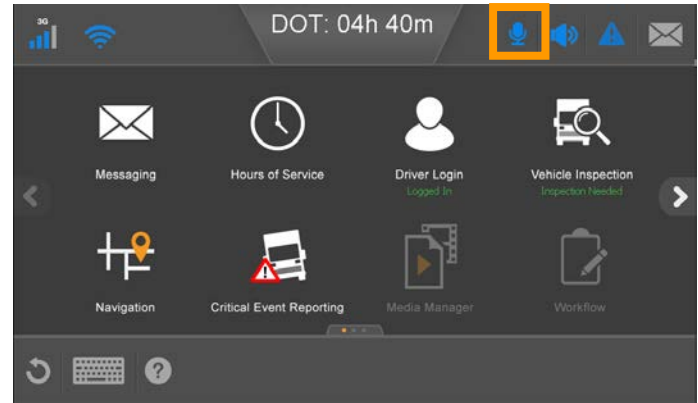 3G
DOT: 04h 40m
Messaging
Hours of Service
Driver Login
Logged In
Vehicle Inspection
Inspection Needed
Navigation
Critical Event Reporting
Media Manager
Workflow